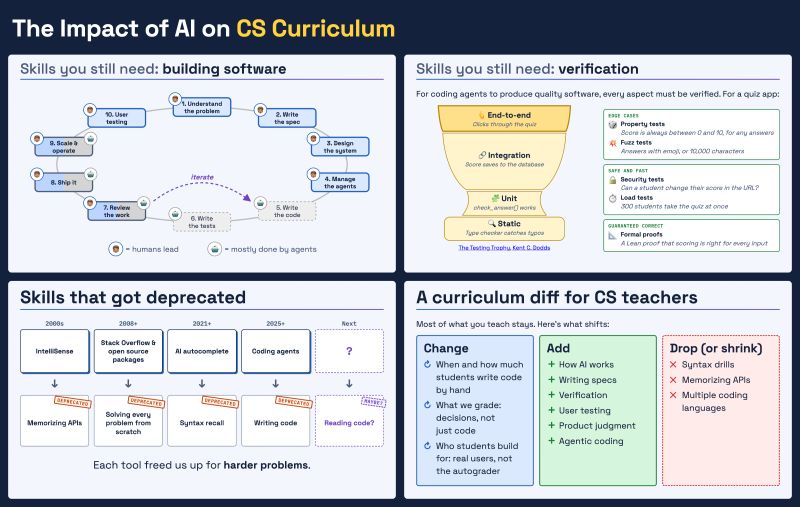 The Impact of AI on CS Curriculum
Skills you still need: building software
1. Understand
the problem
2. Write
the spec
3. Design
the system
4. Manage
the agents
5. Write
the code
6. Write
the tests
7. Review
the work
8. Ship it
9. Scale &
operate
10. User
testing
iterate
= humans lead
= mostly done by agents
Skills you still need: verification
For coding agents to produce quality software, every aspect must be verified. For a quiz app:
End-to-end
Clicks through the quiz
Integration
Score saves to the database
Unit
check_answer() works
Static
Type checker catches typos
The Testing Trophy, Kent C. Dodds
EDGE CASES
Property tests
Score is always between 0 and 10, for any answers
Fuzz tests
Answers with emoji, or 10,000 characters
SAFE AND FAST
Security tests
Can a student change their score in the URL?
Load tests
300 students take the quiz at once
GUARANTEED CORRECT
Formal proofs
A Lean proof that scoring is right for every input
Skills that got deprecated
2000s
IntelliSense
DEPRECATED
Memorizing APIs
2008+
Stack Overflow &
open source
packages
DEPRECATED
Solving every
problem from
scratch
2021+
AI autocomplete
DEPRECATED
Syntax recall
2025+
Coding agents
DEPRECATED
Writing code
Next
?
MAYBE?
Reading code?
Each tool freed us up for harder problems.
A curriculum diff for CS teachers
Most of what you teach stays. Here's what shifts:
Change
When and how much
students write code
by hand
What we grade:
decisions, not
just code
Who students build
for: real users, not
the autograder
Add
+ How AI works
+ Writing specs
+ Verification
+ User testing
+ Product judgment
+ Agentic coding
Drop (or shrink)
× Syntax drills
× Memorizing APIs
× Multiple coding
languages